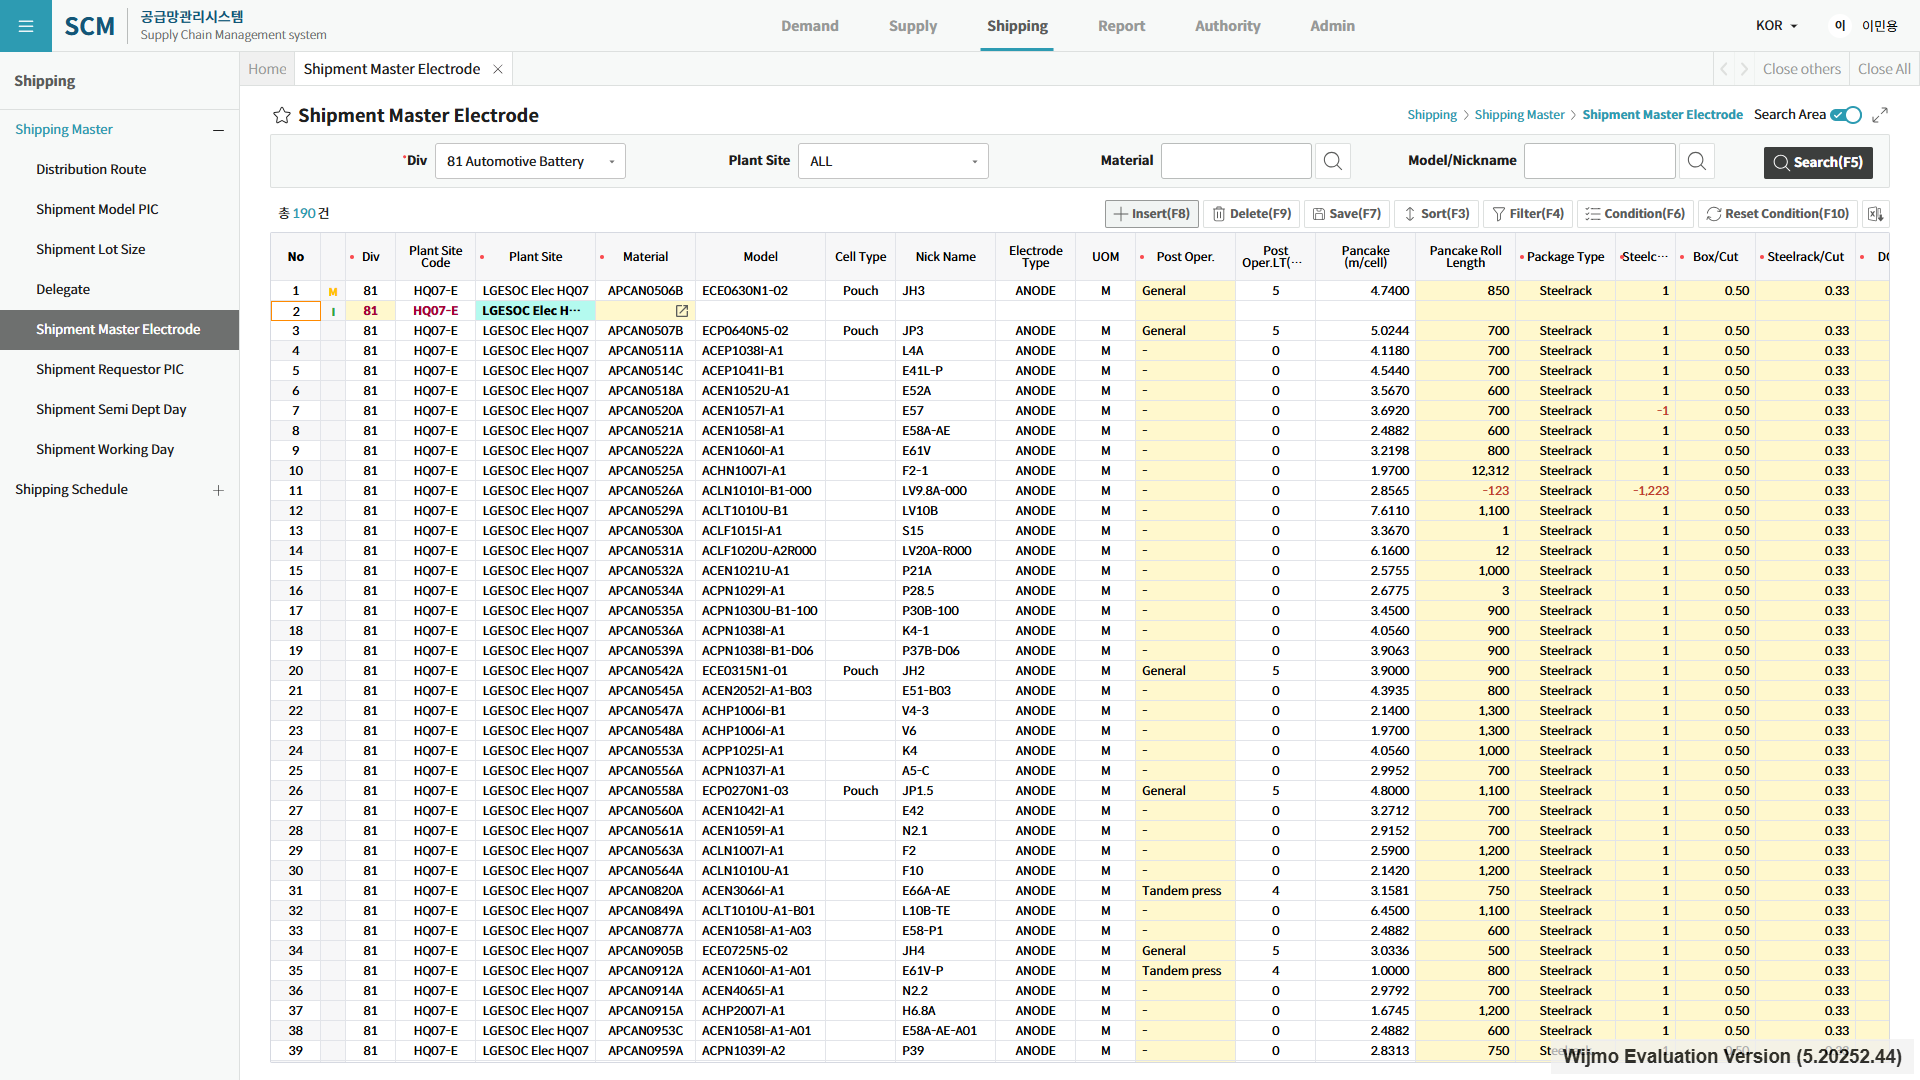 SCM
공급망관리시스템
Supply Chain Management system
Demand
Supply
Shipping
Report
Authority
Admin
KOR
이
이민용
Shipping
Home
Shipment Master Electrode
Close others
Close All
Shipping Master
Distribution Route
Shipment Model PIC
Shipment Lot Size
Delegate
Shipment Master Electrode
Shipment Requestor PIC
Shipment Semi Dept Day
Shipment Working Day
Shipping Schedule
Shipment Master Electrode
Shipping > Shipping Master > Shipment Master Electrode
Search Area
*Div 81 Automotive Battery
Plant Site ALL
Material
Model/Nickname
Search(F5)
총 190 건
Insert(F8)
Delete(F9)
Save(F7)
Sort(F3)
Filter(F4)
Condition(F6)
Reset Condition(F10)
No Div Plant Site Code Plant Site Material Model Cell Type Nick Name Electrode Type UOM Post Oper. Post Oper.LT(··· Pancake (m/cell) Pancake Roll Length Package Type Steelc··· Box/Cut Steelrack/Cut
1 M 81 HQ07-E LGESOC Elec HQ07 APCAN0506B ECE0630N1-02 Pouch JH3 ANODE M General 5 4.7400 850 Steelrack 1 0.50 0.33
2 I 81 HQ07-E LGESOC Elec H···
3 81 HQ07-E LGESOC Elec HQ07 APCAN0507B ECP0640N5-02 Pouch JP3 ANODE M General 5 5.0244 700 Steelrack 1 0.50 0.33
4 81 HQ07-E LGESOC Elec HQ07 APCAN0511A ACEP1038I-A1 L4A ANODE M - 0 4.1180 700 Steelrack 1 0.50 0.33
5 81 HQ07-E LGESOC Elec HQ07 APCAN0514C ACEP1041I-B1 E41L-P ANODE M - 0 4.5440 700 Steelrack 1 0.50 0.33
6 81 HQ07-E LGESOC Elec HQ07 APCAN0518A ACEN1052U-A1 E52A ANODE M - 0 3.5670 600 Steelrack 1 0.50 0.33
7 81 HQ07-E LGESOC Elec HQ07 APCAN0520A ACEN1057I-A1 E57 ANODE M - 0 3.6920 700 Steelrack -1 0.50 0.33
8 81 HQ07-E LGESOC Elec HQ07 APCAN0521A ACEN1058I-A1 E58A-AE ANODE M - 0 2.4882 600 Steelrack 1 0.50 0.33
9 81 HQ07-E LGESOC Elec HQ07 APCAN0522A ACEN1060I-A1 E61V ANODE M - 0 3.2198 800 Steelrack 1 0.50 0.33
10 81 HQ07-E LGESOC Elec HQ07 APCAN0525A ACHN1007I-A1 F2-1 ANODE M - 0 1.9700 12,312 Steelrack 1 0.50 0.33
11 81 HQ07-E LGESOC Elec HQ07 APCAN0526A ACLN1010I-B1-000 LV9.8A-000 ANODE M - 0 2.8565 -123 Steelrack -1,223 0.50 0.33
12 81 HQ07-E LGESOC Elec HQ07 APCAN0529A ACLT1010U-B1 LV10B ANODE M - 0 7.6110 1,100 Steelrack 1 0.50 0.33
13 81 HQ07-E LGESOC Elec HQ07 APCAN0530A ACLF1015I-A1 S15 ANODE M - 0 3.3670 1 Steelrack 1 0.50 0.33
14 81 HQ07-E LGESOC Elec HQ07 APCAN0531A ACLF1020U-A2R000 LV20A-R000 ANODE M - 0 6.1600 12 Steelrack 1 0.50 0.33
15 81 HQ07-E LGESOC Elec HQ07 APCAN0532A ACEN1021U-A1 P21A ANODE M - 0 2.5755 1,000 Steelrack 1 0.50 0.33
16 81 HQ07-E LGESOC Elec HQ07 APCAN0534A ACPN1029I-A1 P28.5 ANODE M - 0 2.6775 3 Steelrack 1 0.50 0.33
17 81 HQ07-E LGESOC Elec HQ07 APCAN0535A ACPN1030U-B1-100 P30B-100 ANODE M - 0 3.4500 900 Steelrack 1 0.50 0.33
18 81 HQ07-E LGESOC Elec HQ07 APCAN0536A ACPN1038I-A1 K4-1 ANODE M - 0 4.0560 900 Steelrack 1 0.50 0.33
19 81 HQ07-E LGESOC Elec HQ07 APCAN0539A ACPN1038I-B1-D06 P37B-D06 ANODE M - 0 3.9063 900 Steelrack 1 0.50 0.33
20 81 HQ07-E LGESOC Elec HQ07 APCAN0542A ECE0315N1-01 Pouch JH2 ANODE M General 5 3.9000 900 Steelrack 1 0.50 0.33
21 81 HQ07-E LGESOC Elec HQ07 APCAN0545A ACEN2052I-A1-B03 E51-B03 ANODE M - 0 4.3935 800 Steelrack 1 0.50 0.33
22 81 HQ07-E LGESOC Elec HQ07 APCAN0547A ACHP1006I-B1 V4-3 ANODE M - 0 2.1400 1,300 Steelrack 1 0.50 0.33
23 81 HQ07-E LGESOC Elec HQ07 APCAN0548A ACHP1006I-A1 V6 ANODE M - 0 1.9700 1,300 Steelrack 1 0.50 0.33
24 81 HQ07-E LGESOC Elec HQ07 APCAN0553A ACPP1025I-A1 K4 ANODE M - 0 4.0560 1,000 Steelrack 1 0.50 0.33
25 81 HQ07-E LGESOC Elec HQ07 APCAN0556A ACPN1037I-A1 A5-C ANODE M - 0 2.9952 700 Steelrack 1 0.50 0.33
26 81 HQ07-E LGESOC Elec HQ07 APCAN0558A ECP0270N1-03 Pouch JP1.5 ANODE M General 5 4.8000 1,100 Steelrack 1 0.50 0.33
27 81 HQ07-E LGESOC Elec HQ07 APCAN0560A ACEN1042I-A1 E42 ANODE M - 0 3.2712 700 Steelrack 1 0.50 0.33
28 81 HQ07-E LGESOC Elec HQ07 APCAN0561A ACEN1059I-A1 N2.1 ANODE M - 0 2.9152 700 Steelrack 1 0.50 0.33
29 81 HQ07-E LGESOC Elec HQ07 APCAN0563A ACLN1007I-A1 F2 ANODE M - 0 2.5900 1,200 Steelrack 1 0.50 0.33
30 81 HQ07-E LGESOC Elec HQ07 APCAN0564A ACLN1010U-A1 F10 ANODE M - 0 2.1420 1,200 Steelrack 1 0.50 0.33
31 81 HQ07-E LGESOC Elec HQ07 APCAN0820A ACEN3066I-A1 E66A-AE ANODE M Tandem press 4 3.1581 750 Steelrack 1 0.50 0.33
32 81 HQ07-E LGESOC Elec HQ07 APCAN0849A ACLT1010U-A1-B01 L10B-TE ANODE M - 0 6.4500 1,100 Steelrack 1 0.50 0.33
33 81 HQ07-E LGESOC Elec HQ07 APCAN0877A ACEN1058I-A1-A03 E58-P1 ANODE M - 0 2.4882 600 Steelrack 1 0.50 0.33
34 81 HQ07-E LGESOC Elec HQ07 APCAN0905B ECE0725N5-02 JH4 ANODE M General 5 3.0336 500 Steelrack 1 0.50 0.33
35 81 HQ07-E LGESOC Elec HQ07 APCAN0912A ACEN1060I-A1-A01 E61V-P ANODE M Tandem press 4 1.0000 800 Steelrack 1 0.50 0.33
36 81 HQ07-E LGESOC Elec HQ07 APCAN0914A ACEN4065I-A1 N2.2 ANODE M - 0 2.9792 700 Steelrack 1 0.50 0.33
37 81 HQ07-E LGESOC Elec HQ07 APCAN0915A ACHP2007I-A1 H6.8A ANODE M - 0 1.6745 1,200 Steelrack 1 0.50 0.33
38 81 HQ07-E LGESOC Elec HQ07 APCAN0953C ACEN1058I-A1-A01 E58A-AE-A01 ANODE M - 0 2.4882 600 Steelrack 1 0.50 0.33
39 81 HQ07-E LGESOC Elec HQ07 APCAN0959A ACPN1039I-A2 P39 ANODE M - 0 2.8313 750
Wijmo Evaluation Version (5.20252.44)